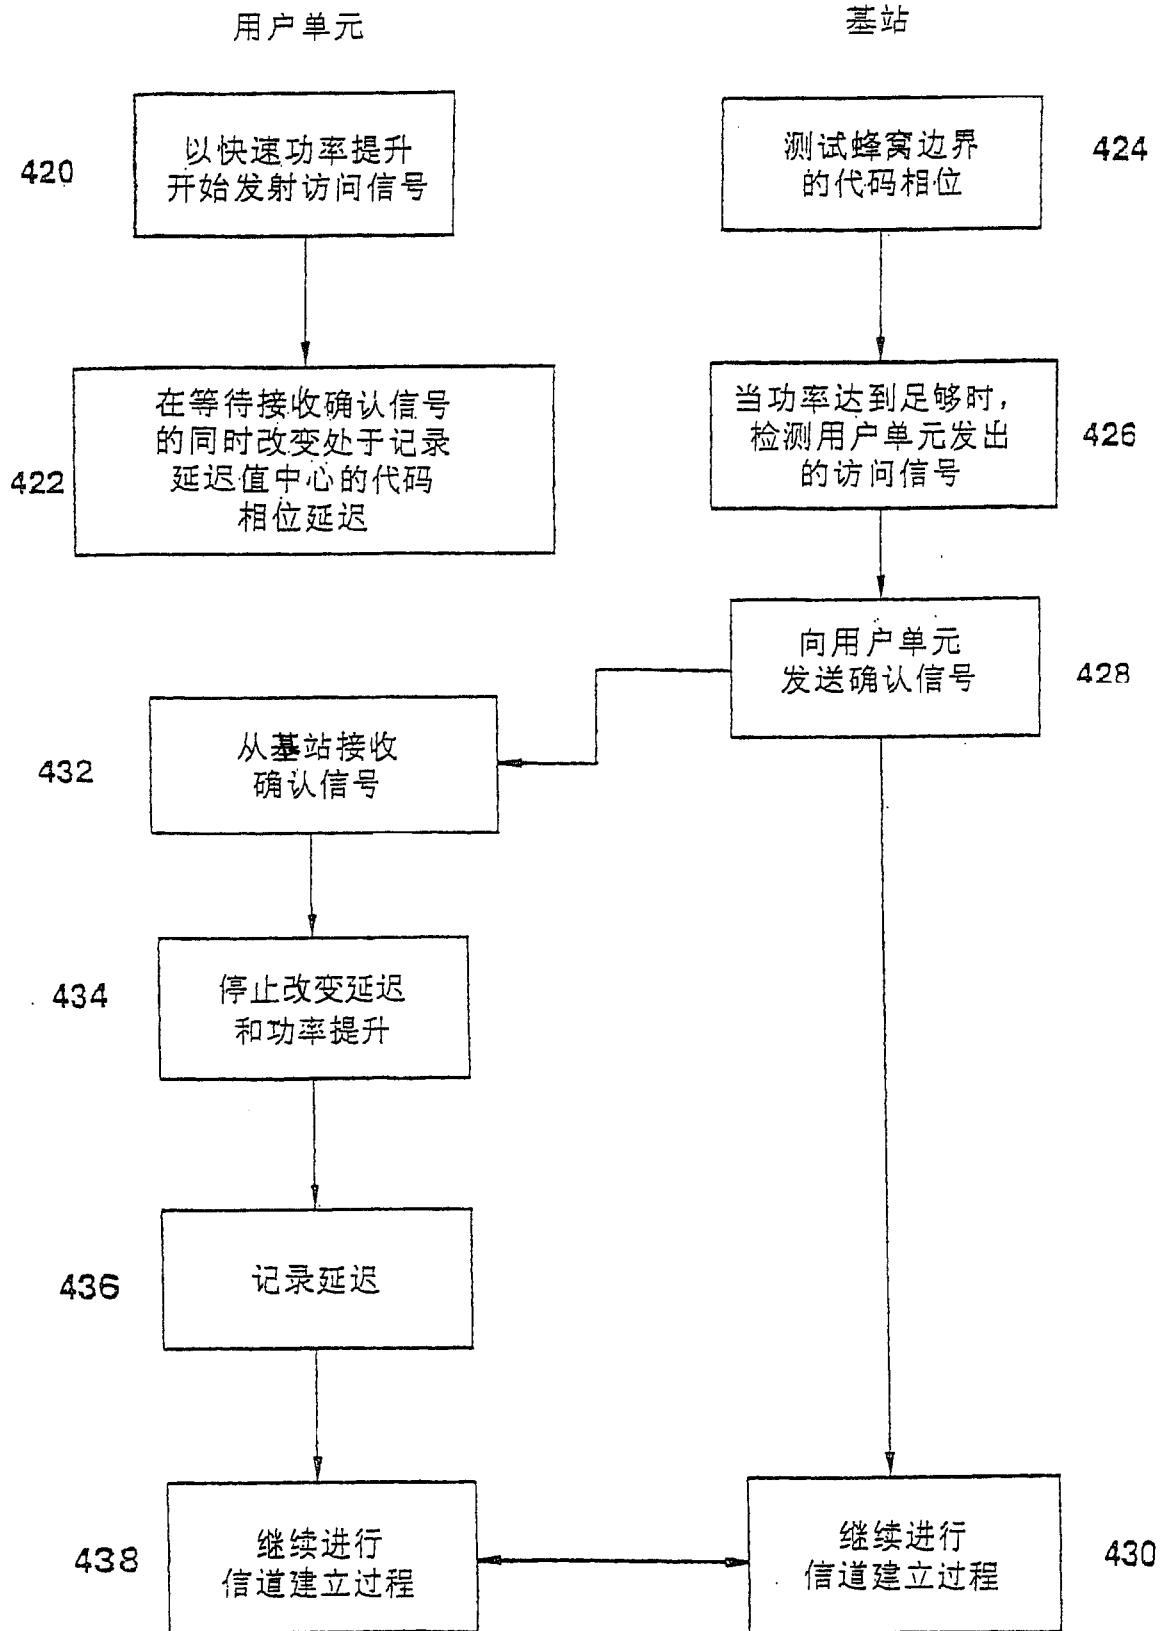 用户单元
基站
420
以快速功率提升
开始发射访问信号
测试蜂窝边界
的代码相位
424
422
在等待接收确认信号
的同时改变处于记录
延迟值中心的代码
相位延迟
当功率达到足够时，
检测用户单元发出
的访问信号
426
向用户单元
发送确认信号
428
432
从基站接收
确认信号
434
停止改变延迟
和功率提升
436
记录延迟
438
继续进行
信道建立过程
继续进行
信道建立过程
430